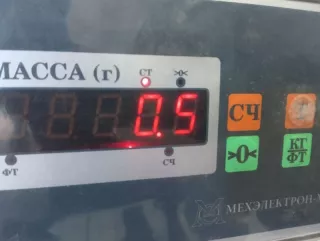 МАССА (г)
СТ
0.5
СЧ
>0<
КГ
ФТ
ФТ
СЧ
МЕХЭЛЕКТРОН-